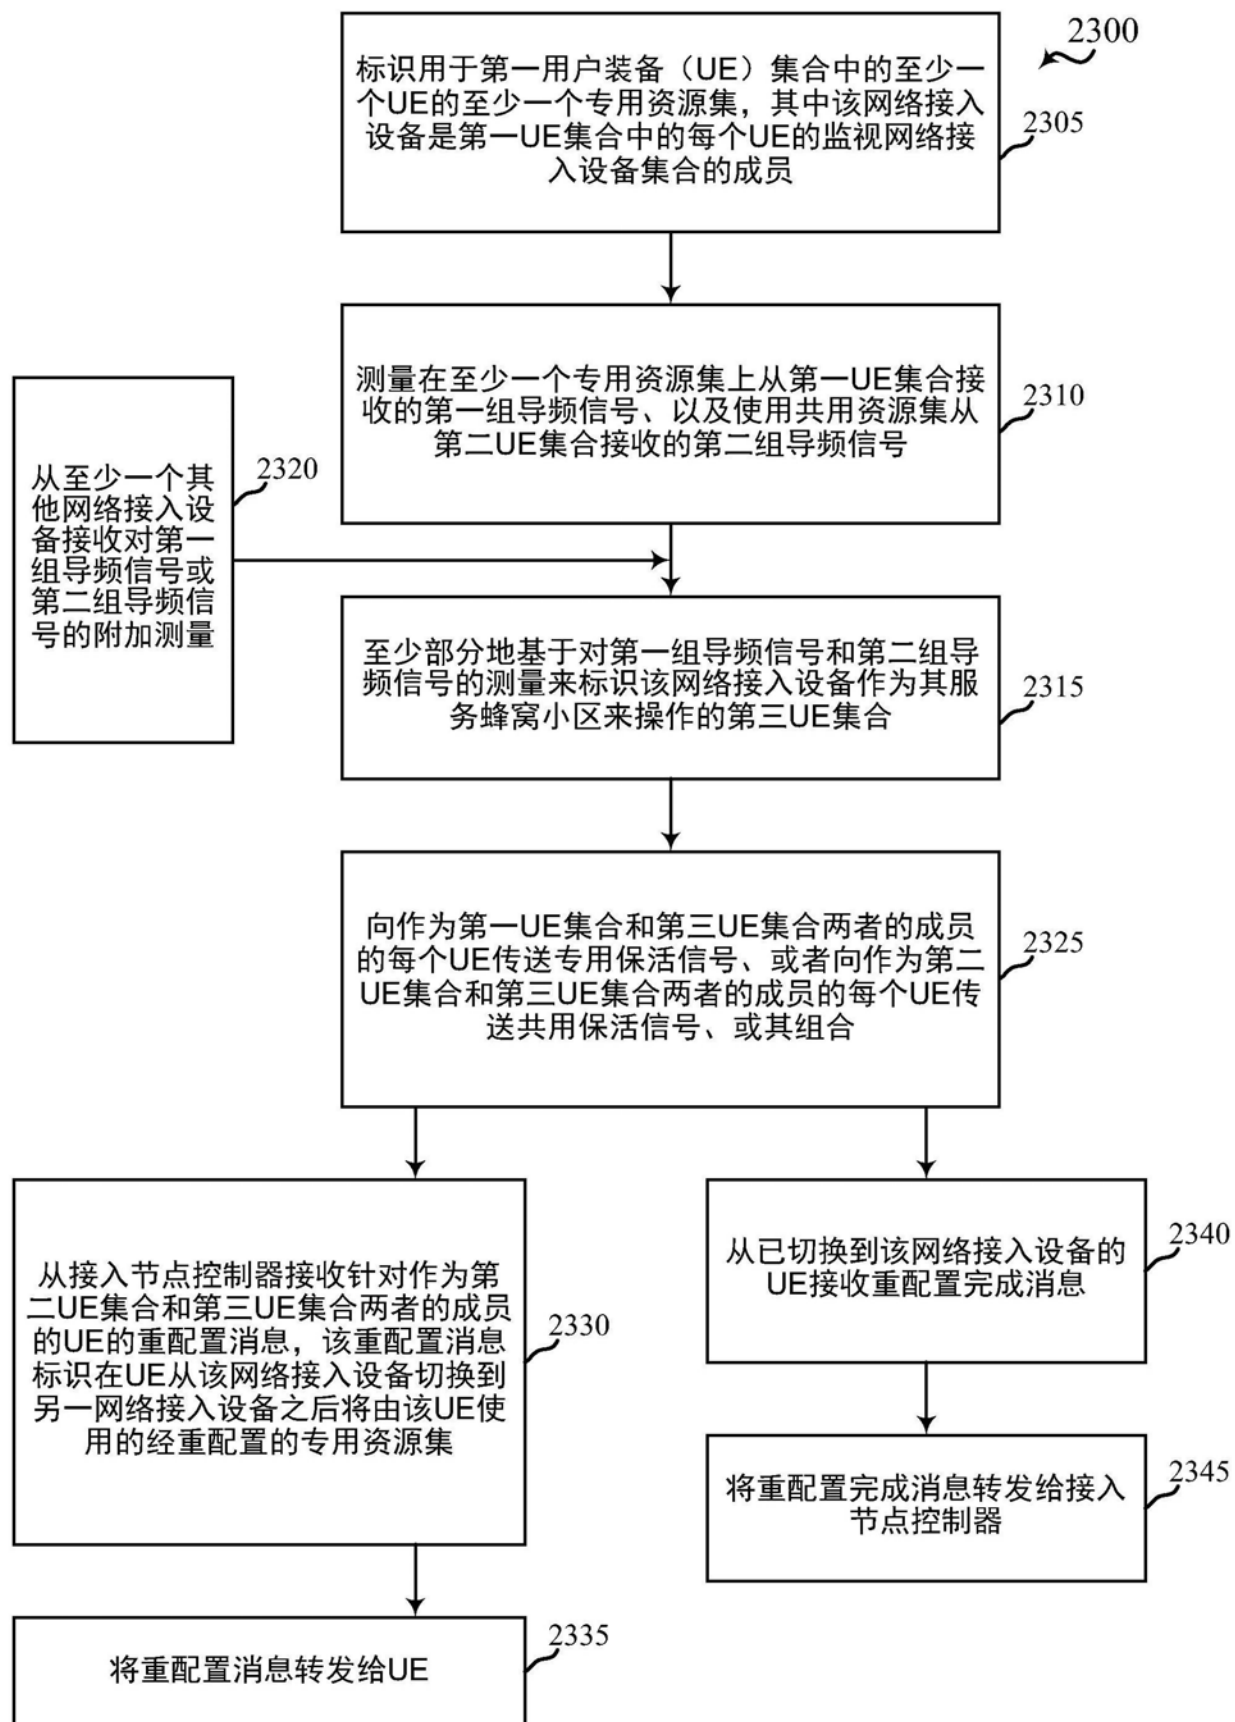 2300
标识用于第一用户装备（UE）集合中的至少一
个UE的至少一个专用资源集，其中该网络接入
设备是第一UE集合中的每个UE的监视网络接
入设备集合的成员
2305
测量在至少一个专用资源集上从第一UE集合接
收的第一组导频信号、以及使用共用资源集从
第二UE集合接收的第二组导频信号
2310
从至少一个其
他网络接入设
备接收对第一
组导频信号或
第二组导频信
号的附加测量
2320
至少部分地基于对第一组导频信号和第二组导
频信号的测量来标识该网络接入设备作为其服
务蜂窝小区来操作的第三UE集合
2315
向作为第一UE集合和第三UE集合两者的成员
的每个UE传送专用保活信号、或者向作为第二
UE集合和第三UE集合两者的成员的每个UE传
送共用保活信号、或其组合
2325
从接入节点控制器接收针对作为第
二UE集合和第三UE集合两者的成员
的UE的重配置消息，该重配置消息
标识在UE从该网络接入设备切换到
另一网络接入设备之后将由该UE使
用的经重配置的专用资源集
2330
将重配置消息转发给UE
2335
从已切换到该网络接入设备的
UE接收重配置完成消息
2340
将重配置完成消息转发给接入
节点控制器
2345